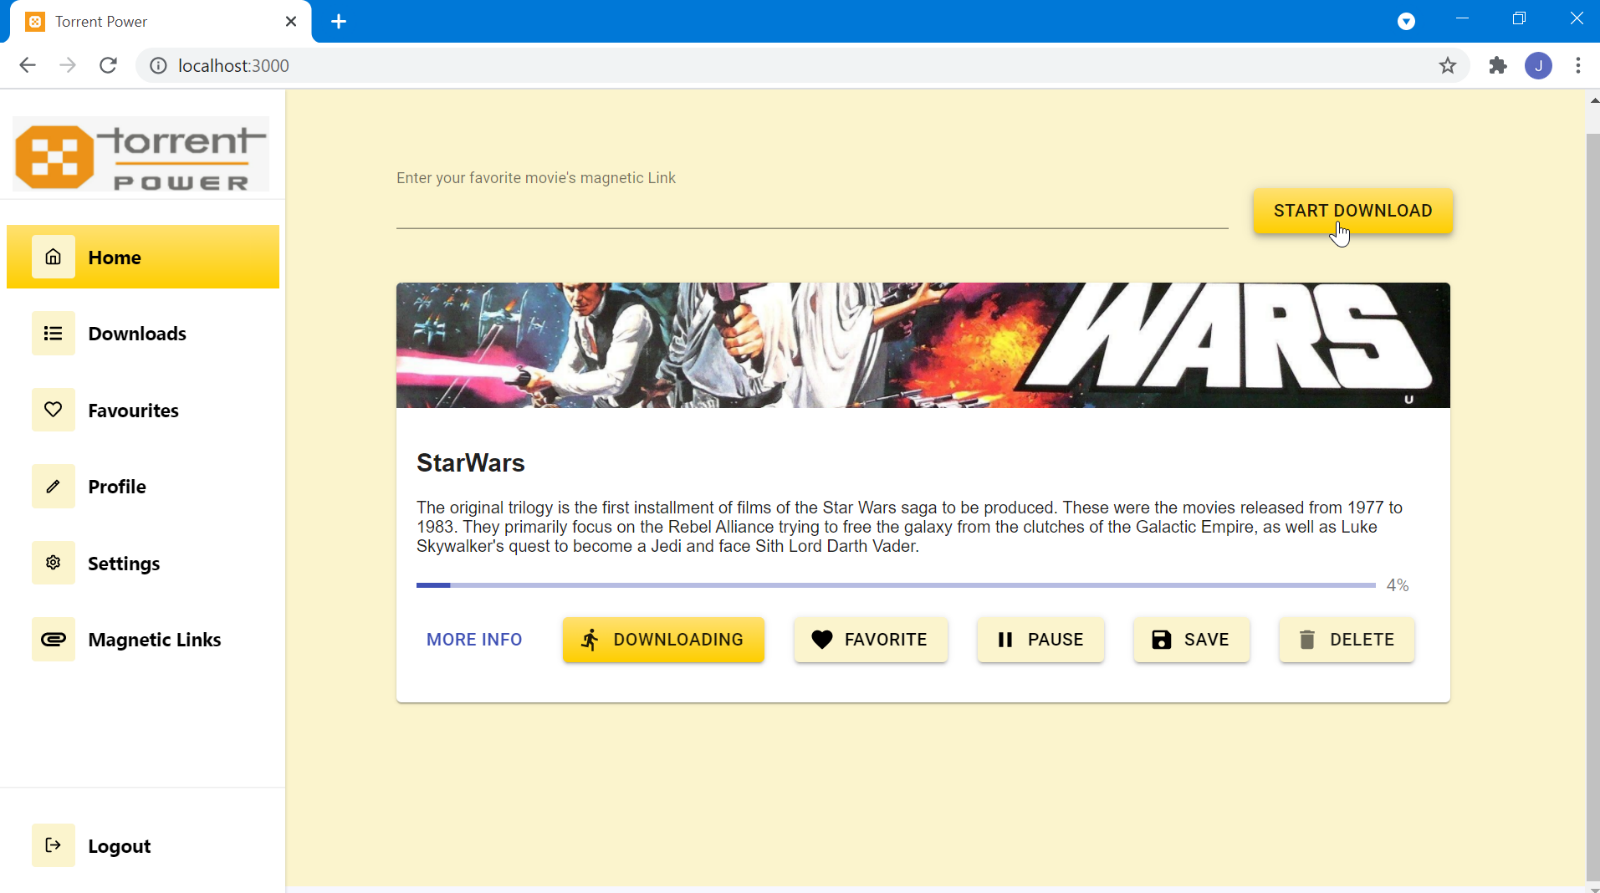 Torrent Power
localhost:3000
torrent
POWER
Home
Downloads
Favourites
Profile
Settings
Magnetic Links
Logout
J
Enter your favorite movie's magnetic Link
START DOWNLOAD
WARS
U
StarWars
The original trilogy is the first installment of films of the Star Wars saga to be produced. These were the movies released from 1977 to
1983. They primarily focus on the Rebel Alliance trying to free the galaxy from the clutches of the Galactic Empire, as well as Luke
Skywalker's quest to become a Jedi and face Sith Lord Darth Vader.
4%
MORE INFO
DOWNLOADING
FAVORITE
PAUSE
SAVE
DELETE